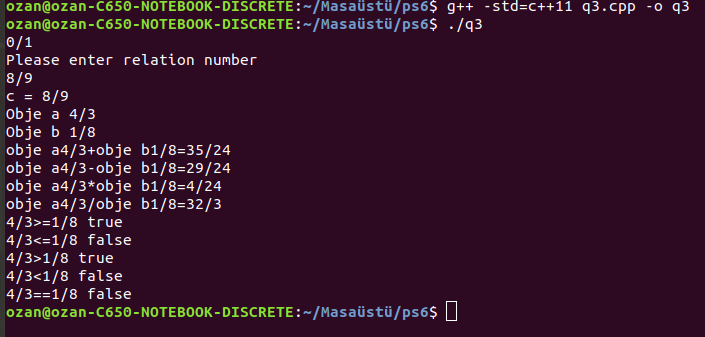 ozan@ozan-C650-NOTEBOOK-DISCRETE:~/Masaüstü/ps6$ g++ -std=c++11 q3.cpp -o q3
ozan@ozan-C650-NOTEBOOK-DISCRETE:~/Masaüstü/ps6$ ./q3
0/1
Please enter relation number
8/9
c = 8/9
Obje a 4/3
Obje b 1/8
obje a4/3+obje b1/8=35/24
obje a4/3-obje b1/8=29/24
obje a4/3*obje b1/8=4/24
obje a4/3/obje b1/8=32/3
4/3>=1/8 true
4/3<=1/8 false
4/3>1/8 true
4/3<1/8 false
4/3==1/8 false
ozan@ozan-C650-NOTEBOOK-DISCRETE:~/Masaüstü/ps6$